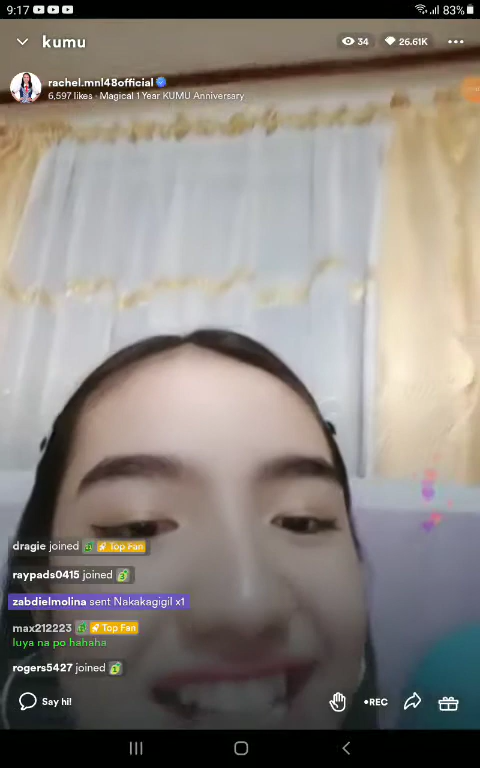 9:17
83%
kumu
34
26.61K
rachel.mnl48official
6,597 likes · Magical 1 Year KUMU Anniversary
dragie joined Top Fan
raypads0415 joined
zabdielmolina sent Nakakagigil x1
max212223 Top Fan
luya na po hahaha
rogers5427 joined
Say hi!
•REC